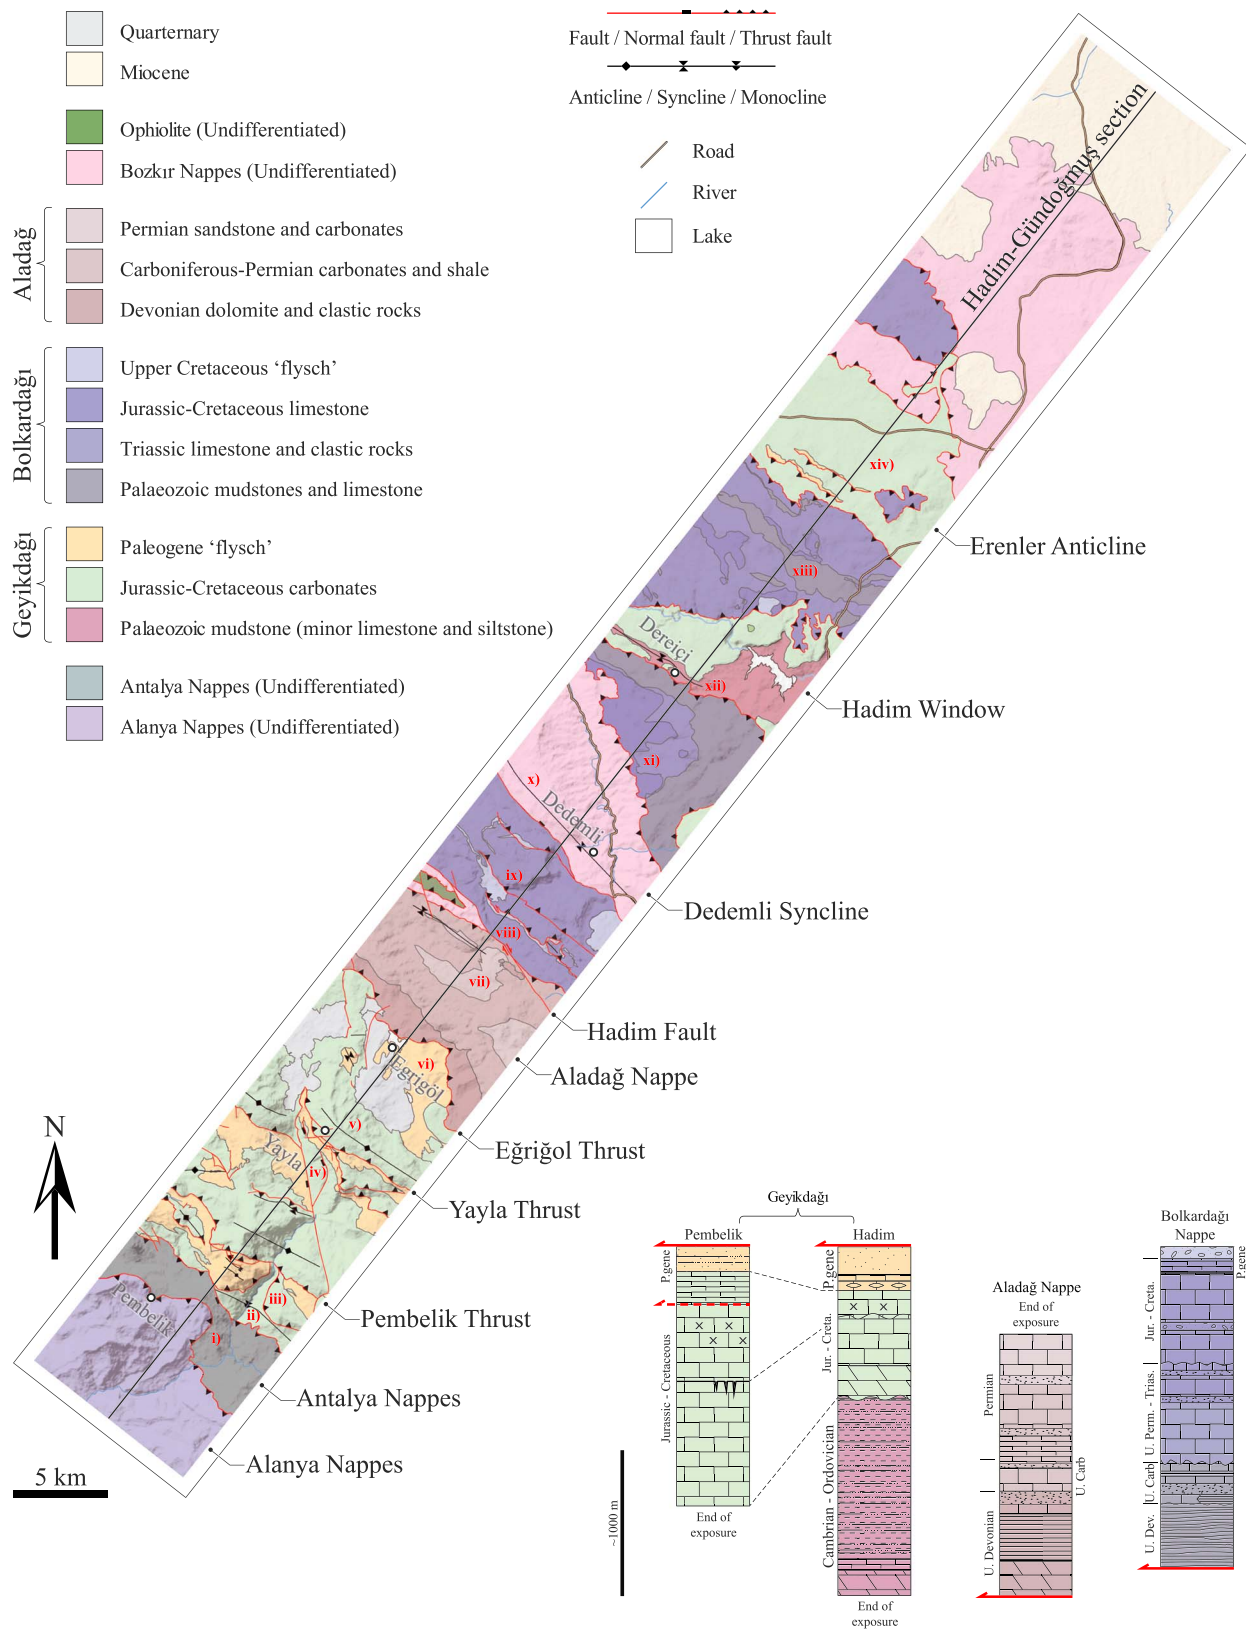 Quarternary
Miocene
Ophiolite (Undifferentiated)
Bozkır Nappes (Undifferentiated)
Aladağ
Permian sandstone and carbonates
Carboniferous-Permian carbonates and shale
Devonian dolomite and clastic rocks
Bolkardağı
Upper Cretaceous ‘flysch’
Jurassic-Cretaceous limestone
Triassic limestone and clastic rocks
Palaeozoic mudstones and limestone
Geyikdağı
Paleogene ‘flysch’
Jurassic-Cretaceous carbonates
Palaeozoic mudstone (minor limestone and siltstone)
Antalya Nappes (Undifferentiated)
Alanya Nappes (Undifferentiated)
Fault / Normal fault / Thrust fault
Anticline / Syncline / Monocline
Road
River
Lake
Hadim-Gündoğmuş section
xiv)
Erenler Anticline
xiii)
Dereiçi
xii)
Hadim Window
xi)
x)
Dedemli
ix)
Dedemli Syncline
viii)
vii)
Hadim Fault
Aladağ Nappe
vi)
Eğrigöl
Eğriğol Thrust
v)
Yayla
iv)
Yayla Thrust
iii)
ii)
Pembelik Thrust
Pembelik
i)
Antalya Nappes
Alanya Nappes
N
5 km
Geyikdağı
Pembelik
P.gene
Jurassic - Cretaceous
End of
exposure
~1000 m
Hadim
P.gene
Jur. - Creta.
Cambrian - Ordovician
End of
exposure
Aladağ Nappe
End of
exposure
Permian
U. Carb
U. Devonian
Bolkardağı
Nappe
P.gene
Jur. - Creta.
U. Perm. - Trias.
U. Carb
U. Dev.